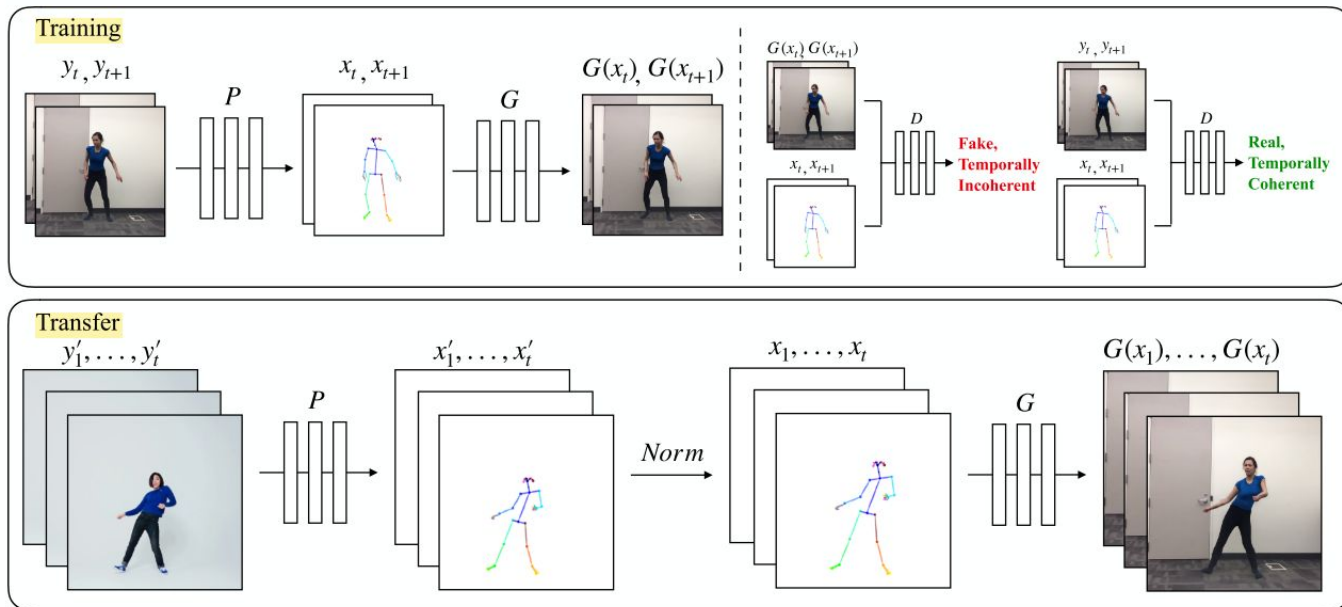 Training
y_t , y_{t+1}
P
x_t , x_{t+1}
G
G(x_t), G(x_{t+1})
G(x_t), G(x_{t+1})
x_t, x_{t+1}
D
Fake,
Temporally
Incoherent
y_t , y_{t+1}
x_t, x_{t+1}
D
Real,
Temporally
Coherent
Transfer
y′_1, . . . , y′_t
P
x′_1, . . . , x′_t
Norm
x_1, . . . , x_t
G
G(x_1), . . . , G(x_t)